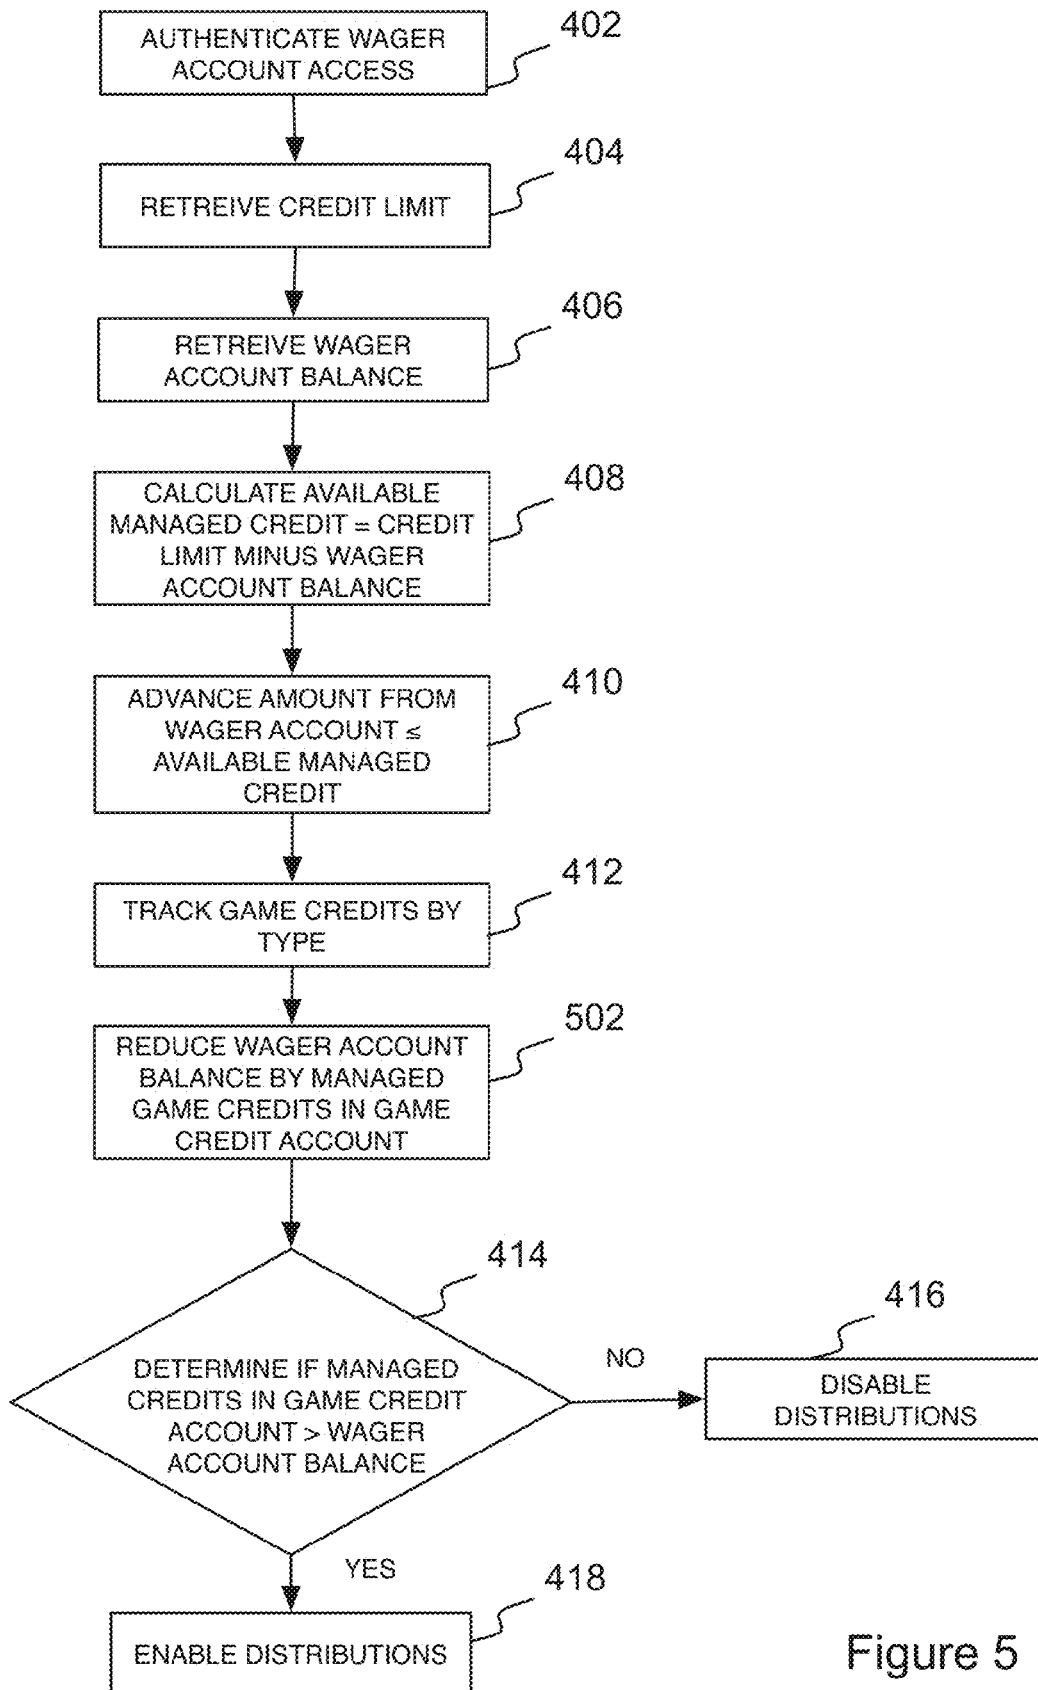 AUTHENTICATE WAGER
ACCOUNT ACCESS
402
RETREIVE CREDIT LIMIT
404
RETREIVE WAGER
ACCOUNT BALANCE
406
CALCULATE AVAILABLE
MANAGED CREDIT = CREDIT
LIMIT MINUS WAGER
ACCOUNT BALANCE
408
ADVANCE AMOUNT FROM
WAGER ACCOUNT ≤
AVAILABLE MANAGED
CREDIT
410
TRACK GAME CREDITS BY
TYPE
412
REDUCE WAGER ACCOUNT
BALANCE BY MANAGED
GAME CREDITS IN GAME
CREDIT ACCOUNT
502
DETERMINE IF MANAGED
CREDITS IN GAME CREDIT
ACCOUNT > WAGER
ACCOUNT BALANCE
414
NO
DISABLE
DISTRIBUTIONS
416
YES
ENABLE DISTRIBUTIONS
418
Figure 5